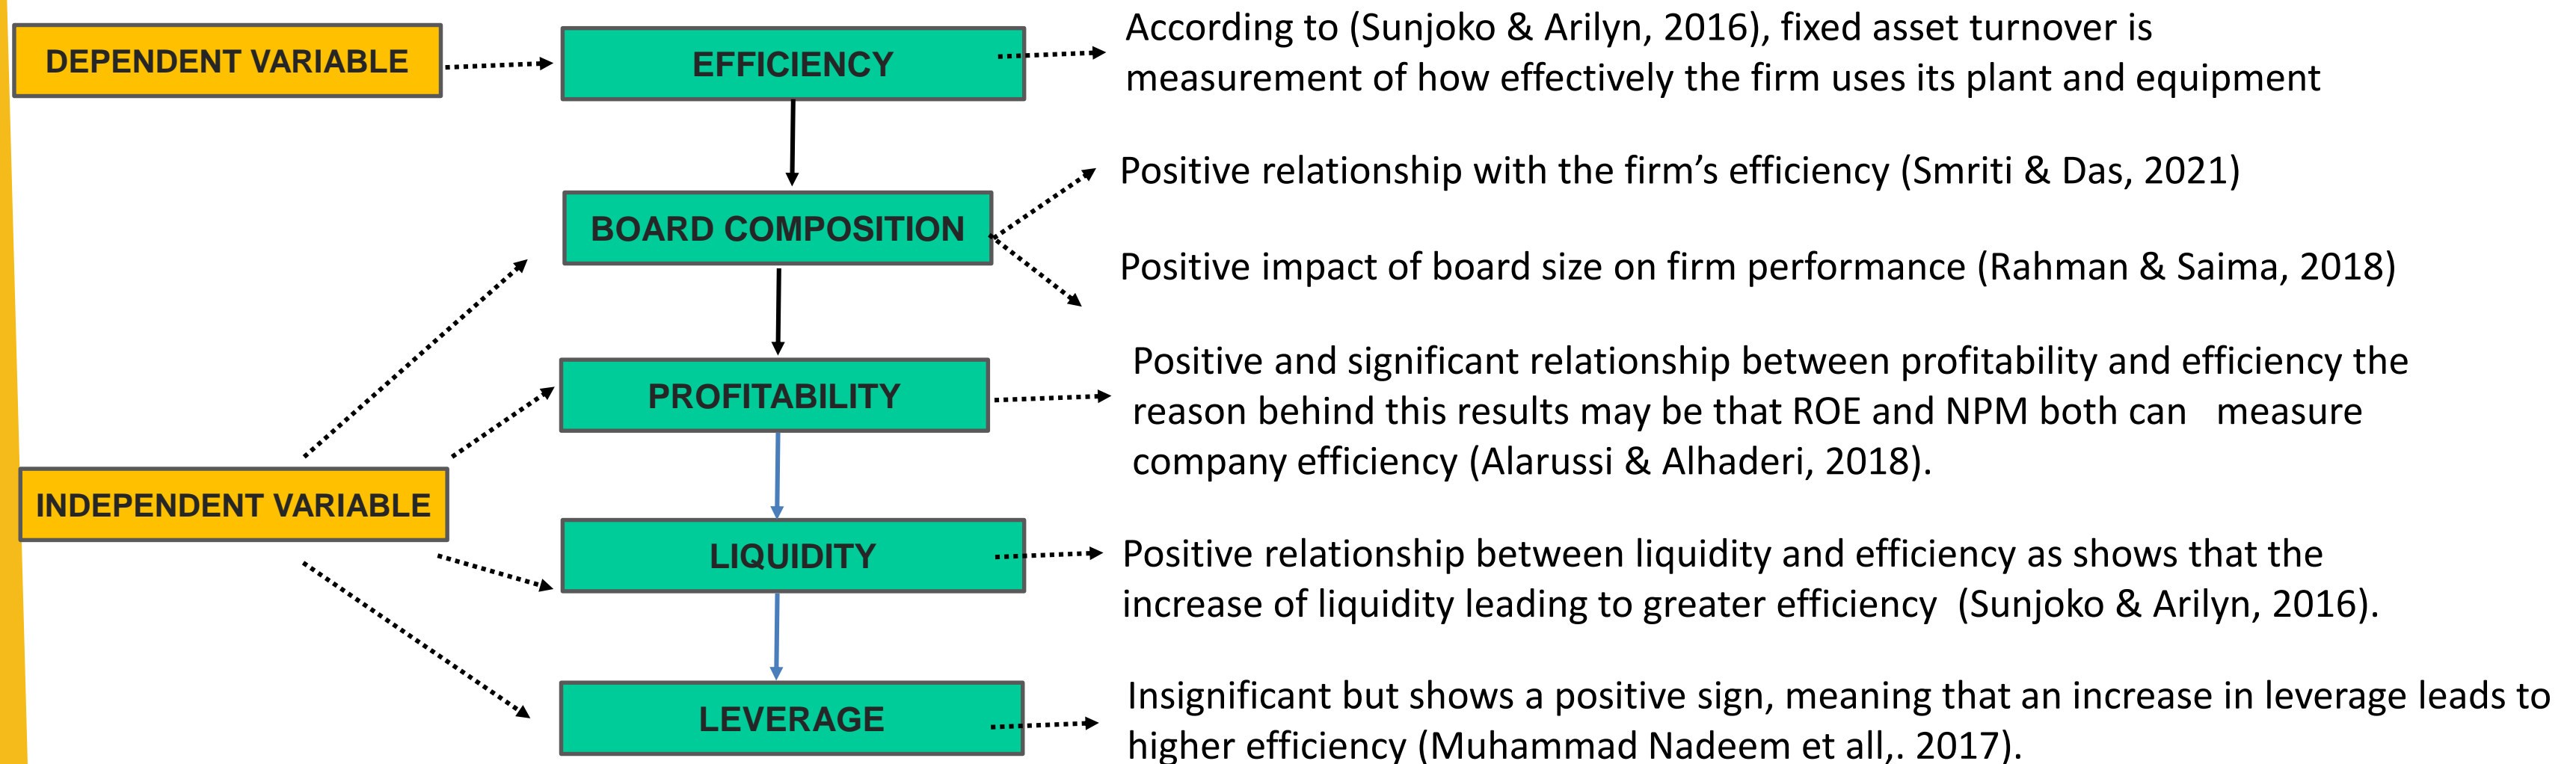 DEPENDENT VARIABLE
EFFICIENCY
According to (Sunjoko & Arilyn, 2016), fixed asset turnover is
measurement of how effectively the firm uses its plant and equipment
BOARD COMPOSITION
Positive relationship with the firm’s efficiency (Smriti & Das, 2021)
Positive impact of board size on firm performance (Rahman & Saima, 2018)
PROFITABILITY
Positive and significant relationship between profitability and efficiency the
reason behind this results may be that ROE and NPM both can measure
company efficiency (Alarussi & Alhaderi, 2018).
INDEPENDENT VARIABLE
LIQUIDITY
Positive relationship between liquidity and efficiency as shows that the
increase of liquidity leading to greater efficiency (Sunjoko & Arilyn, 2016).
LEVERAGE
Insignificant but shows a positive sign, meaning that an increase in leverage leads to
higher efficiency (Muhammad Nadeem et all,. 2017).